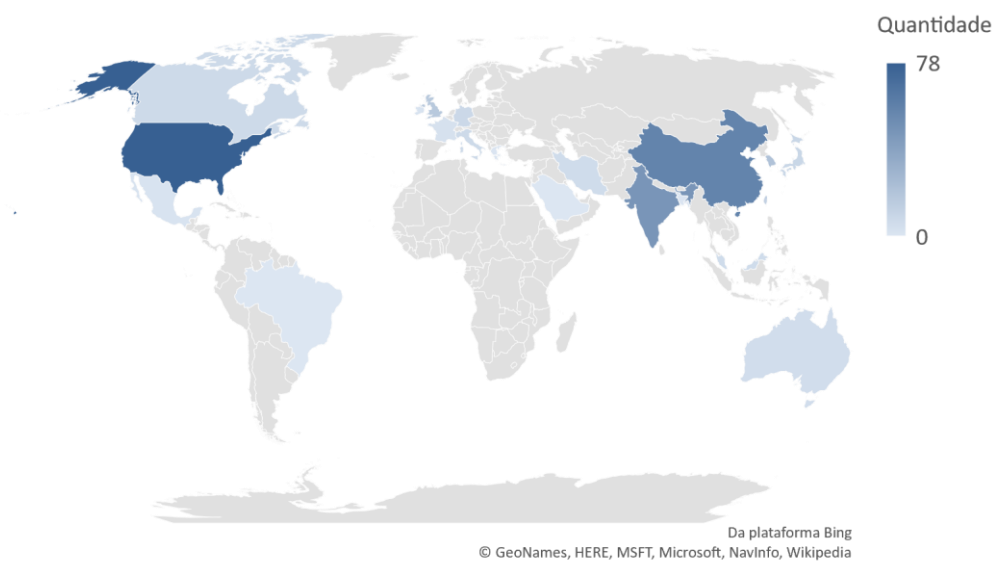 Quantidade
78
0
Da plataforma Bing
© GeoNames, HERE, MSFT, Microsoft, NavInfo, Wikipedia